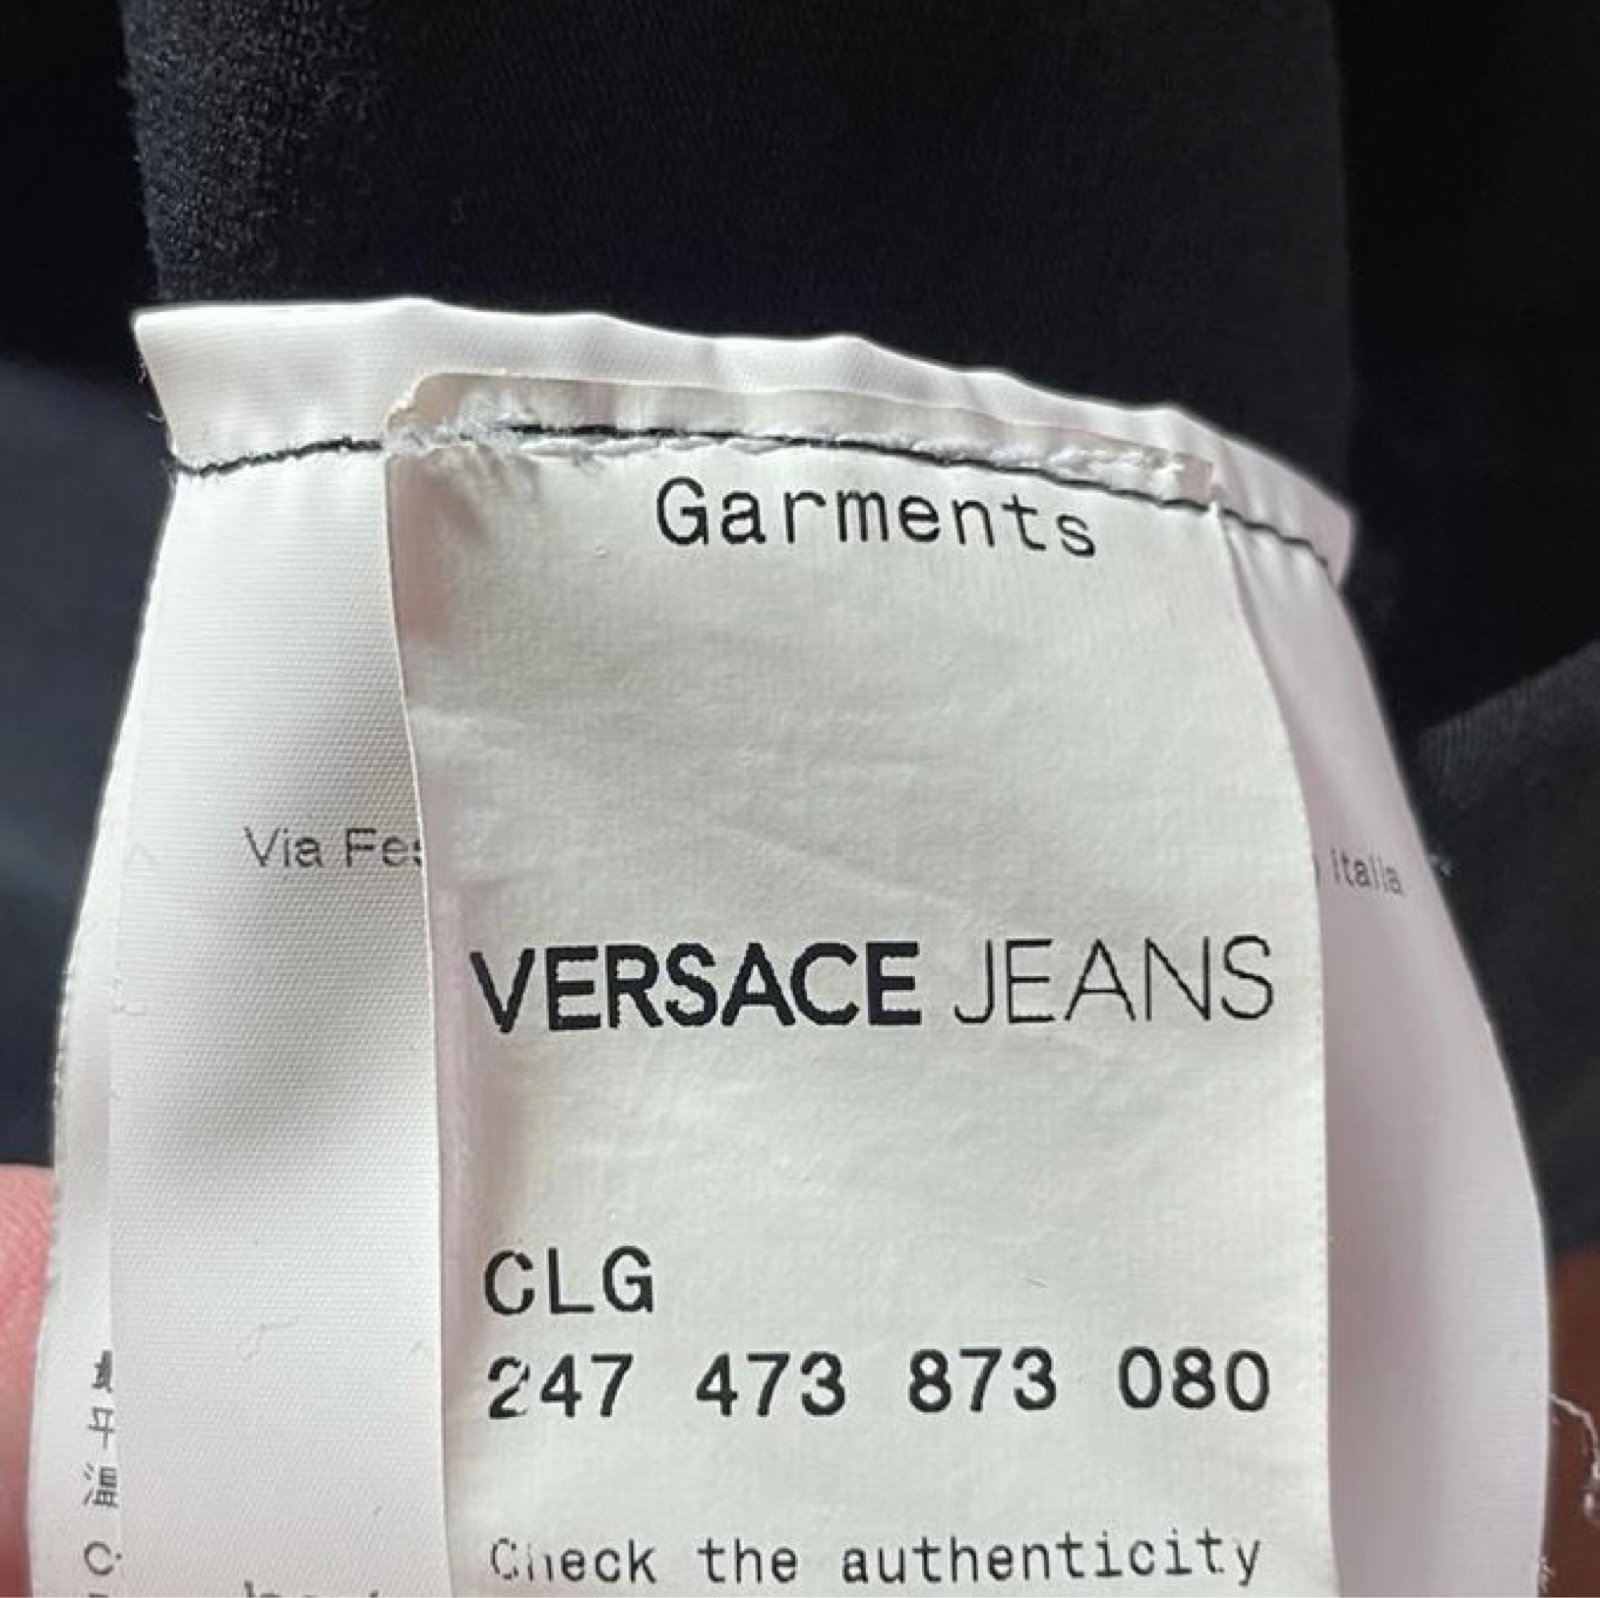 Garments
Via
Italia
VERSACE JEANS
CLG
247 473 873 080
Check the authenticity